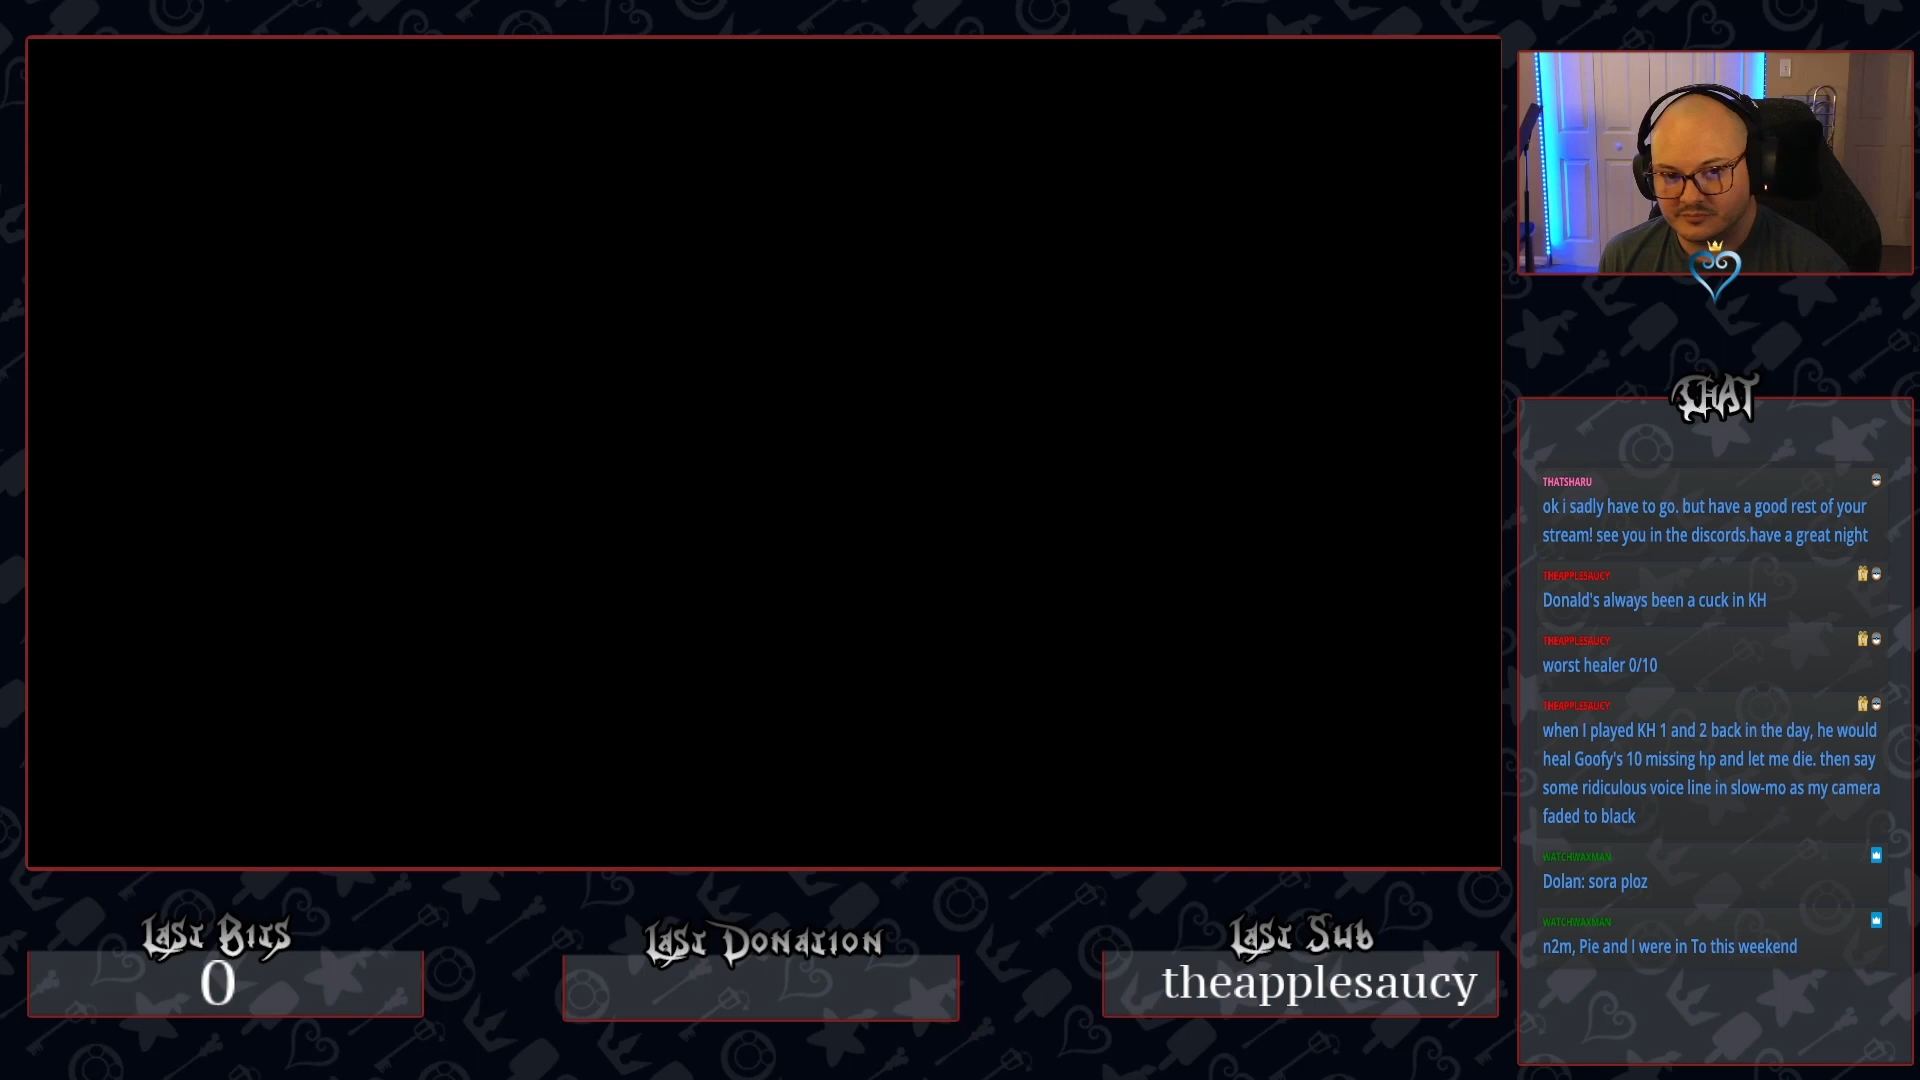 CHAT
THATSHARU
ok i sadly have to go. but have a good rest of your
stream! see you in the discords.have a great night
THEAPPLESAUCY
Donald's always been a cuck in KH
THEAPPLESAUCY
worst healer 0/10
THEAPPLESAUCY
when I played KH 1 and 2 back in the day, he would
heal Goofy's 10 missing hp and let me die. then say
some ridiculous voice line in slow-mo as my camera
faded to black
WATCHWAXMAN
Dolan: sora ploz
WATCHWAXMAN
n2m, Pie and I were in To this weekend
Last Bits
0
Last Donation
Last Sub
theapplesaucy